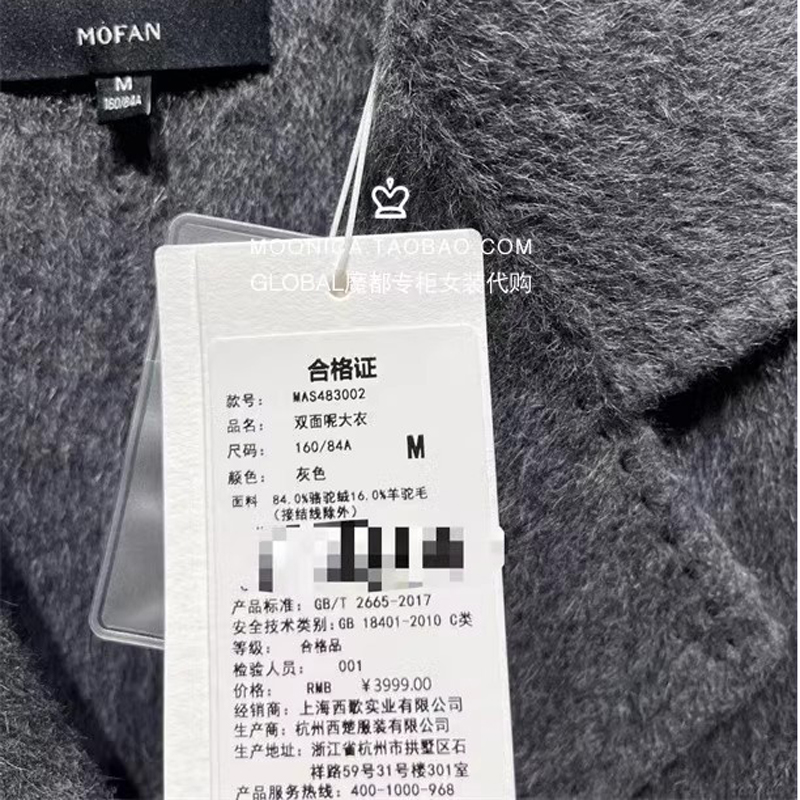 MOFAN
M
160/84A
MOONICA.TAOBAO.COM
GLOBAL魔都专柜女装代购
合格证
款号： MAS483002
品名： 双面呢大衣
尺码： 160/84A M
颜色： 灰色
面料 84.0%骆驼绒16.0%羊驼毛
（接结线除外）
产品标准： GB/T 2665-2017
安全技术类别：GB 18401-2010 C类
等级： 合格品
检验人员： 001
价格： RMB ￥3999.00
经销商：上海西歌实业有限公司
生产商：杭州西楚服装有限公司
生产地址：浙江省杭州市拱墅区石
祥路59号31号楼301室
产品服务热线：400-1000-968